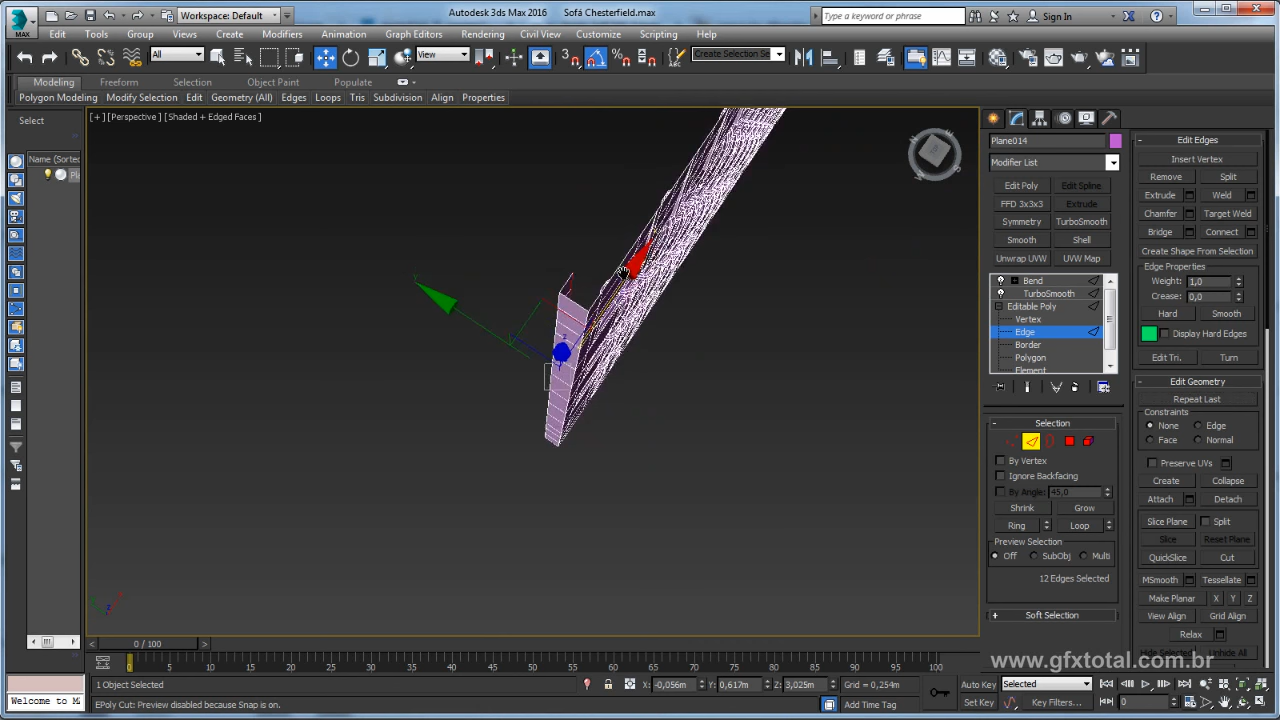 MAX
Workspace: Default
Autodesk 3ds Max 2016
Sofá Chesterfield.max
Type a keyword or phrase
Sign In
Edit Tools Group Views Create Modifiers Animation Graph Editors Rendering Civil View Customize Scripting Help
All
View
Create Selection Se
Modeling Freeform Selection Object Paint Populate
Polygon Modeling Modify Selection Edit Geometry (All) Edges Loops Tris Subdivision Align Properties
Select
Name (Sorted
[+] [Perspective ] [Shaded + Edged Faces ]
Plane014
Modifier List
Edit Poly Edit Spline
FFD 3x3x3 Extrude
Symmetry TurboSmooth
Smooth Shell
Unwrap UVW UVW Map
Bend
TurboSmooth
Editable Poly
Vertex
Edge
Border
Polygon
Element
Selection
By Vertex
Ignore Backfacing
By Angle: 45,0
Shrink Grow
Ring Loop
Preview Selection
Off SubObj Multi
12 Edges Selected
Soft Selection
Edit Edges
Insert Vertex
Remove Split
Extrude Weld
Chamfer Target Weld
Bridge Connect
Create Shape From Selection
Edge Properties
Weight: 1,0
Crease: 0,0
Hard Smooth
Display Hard Edges
Edit Tri. Turn
Edit Geometry
Repeat Last
Constraints
None Edge
Face Normal
Preserve UVs
Create Collapse
Attach Detach
Slice Plane Split
Slice Reset Plane
QuickSlice Cut
MSmooth Tessellate
Make Planar X Y Z
View Align Grid Align
Relax
Hide Selected Unhide All
www.gfxtotal.com.br
0 / 100
0 5 10 15 20 25 30 35 40 45 50 55 60 65 70 75 80 85 90 95 100
1 Object Selected
X: -0,056m Y: 0,617m Z: 3,025m
Grid = 0,254m
Auto Key Selected
Welcome to M
EPoly Cut: Preview disabled because Snap is on.
Add Time Tag
Set Key Key Filters...
0